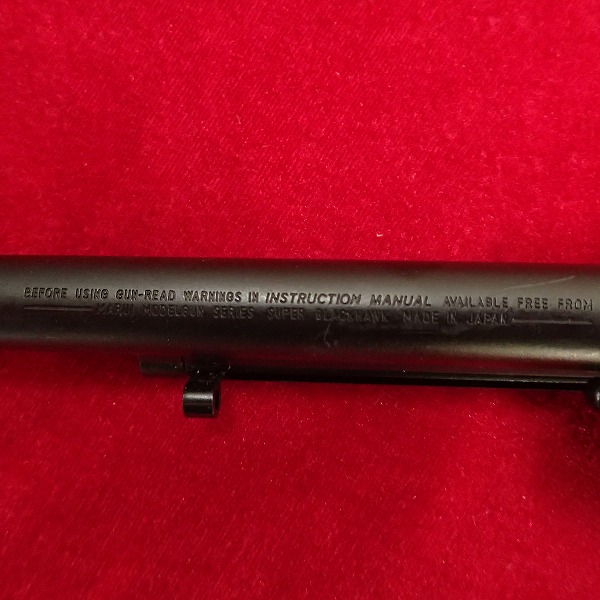 BEFORE USING GUN-READ WARNINGS IN INSTRUCTION MANUAL AVAILABLE FREE FROM
MARUI MODELGUN SERIES SUPER BLACKHAWK MADE IN JAPAN